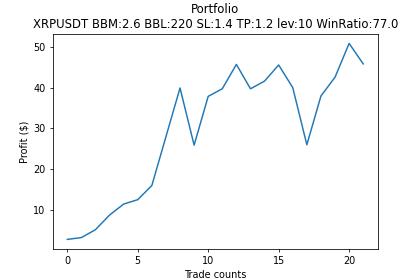 Portfolio
XRPUSDT BBM:2.6 BBL:220 SL:1.4 TP:1.2 lev:10 WinRatio:77.0
Profit ($)
50
40
30
20
10
0 5 10 15 20
Trade counts